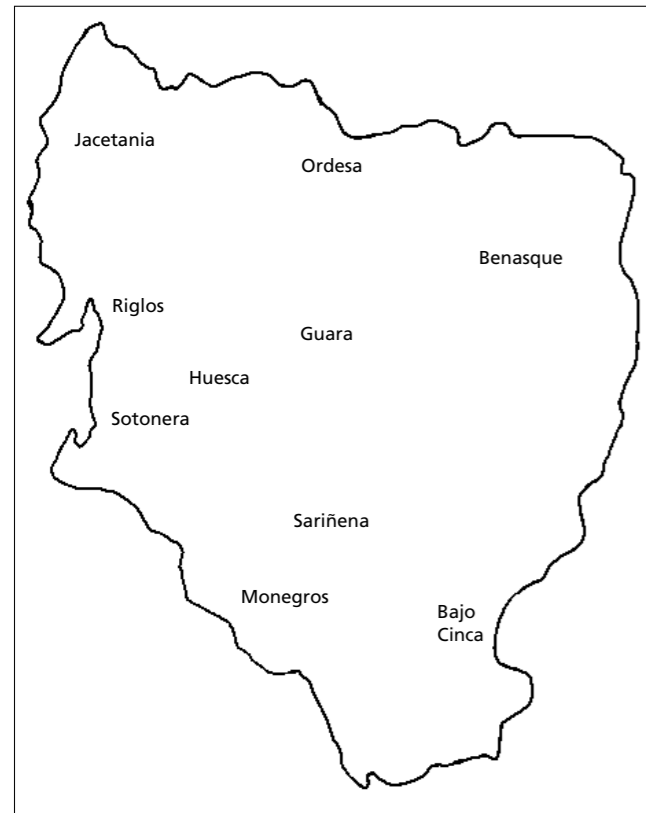 Jacetania
Ordesa
Benasque
Riglos
Guara
Huesca
Sotonera
Sariñena
Monegros
Bajo
Cinca